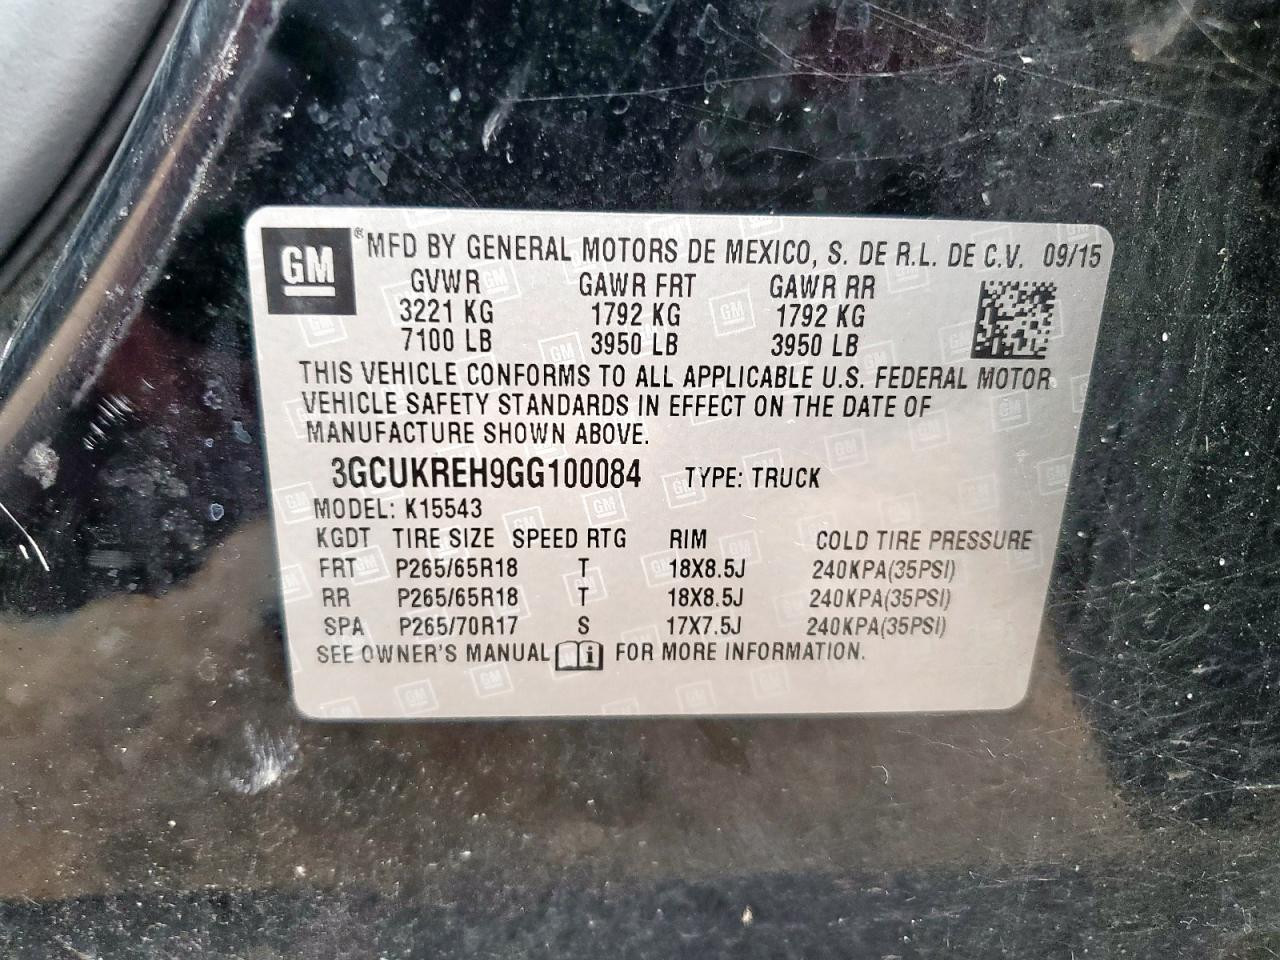 GM ® MFD BY GENERAL MOTORS DE MEXICO, S. DE R.L. DE C.V. 09/15
GVWR GAWR FRT GAWR RR
3221 KG 1792 KG 1792 KG
7100 LB 3950 LB 3950 LB
THIS VEHICLE CONFORMS TO ALL APPLICABLE U.S. FEDERAL MOTOR
VEHICLE SAFETY STANDARDS IN EFFECT ON THE DATE OF
MANUFACTURE SHOWN ABOVE.
3GCUKREH9GG100084 TYPE: TRUCK
MODEL: K15543
KGDT TIRE SIZE SPEED RTG RIM COLD TIRE PRESSURE
FRT P265/65R18 T 18X8.5J 240KPA(35PSI)
RR P265/65R18 T 18X8.5J 240KPA(35PSI)
SPA P265/70R17 S 17X7.5J 240KPA(35PSI)
SEE OWNER'S MANUAL i FOR MORE INFORMATION.